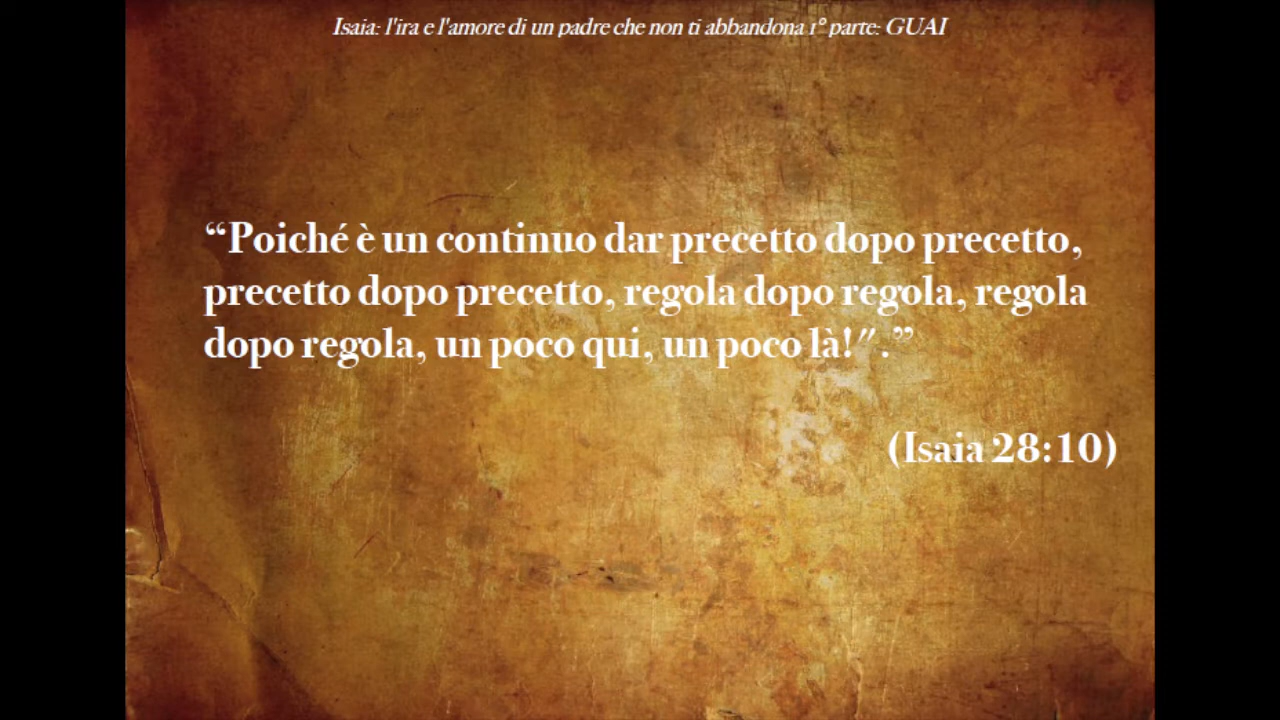 Isaia: l'ira e l'amore di un padre che non ti abbandona 1° parte: GUAI
“Poiché è un continuo dar precetto dopo precetto,
precetto dopo precetto, regola dopo regola, regola
dopo regola, un poco qui, un poco là!″.”
(Isaia 28:10)